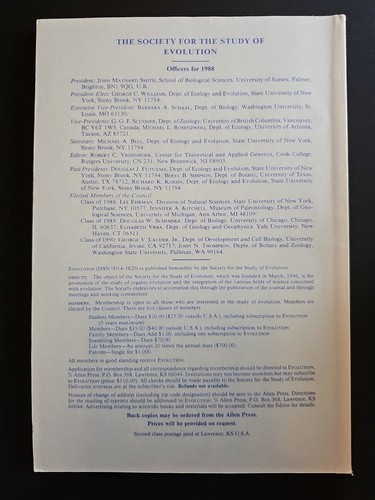 THE SOCIETY FOR THE STUDY OF
EVOLUTION
Officers for 1988
President: JOHN MAYNARD SMITH, School of Biological Sciences, University of Sussex, Falmer,
Brighton, BN1 9QG, U.K.
President-Elect: GEORGE C. WILLIAMS, Dept. of Ecology and Evolution, State University of New
York, Stony Brook, NY 11794.
Executive Vice-President: BARBARA A. SCHAAL, Dept. of Biology, Washington University, St.
Louis, MO 63130.
Vice-Presidents: G. G. E. SCUDDER, Dept. of Zoology, University of British Columbia, Vancouver,
BC V6T 1W5, Canada; MICHAEL L. ROSENZWEIG, Dept. of Ecology, University of Arizona,
Tucson, AZ 85721.
Secretary: MICHAEL A. BELL, Dept. of Ecology and Evolution, State University of New York,
Stony Brook, NY 11794.
Editor: ROBERT C. VRIJENHOEK, Center for Theoretical and Applied Genetics, Cook College,
Rutgers University, CN 231, New Brunswick, NJ 08903.
Past-Presidents: DOUGLAS J. FUTUYMA, Dept. of Ecology and Evolution, State University of New
York, Stony Brook, NY 11794; BERYL B. SIMPSON, Dept. of Botany, University of Texas,
Austin, TX 78712; RICHARD K. KOEHN, Dept. of Ecology and Evolution, State University of
New York, Stony Brook, NY 11794.
Elected Members of the Council:
Class of 1988: LEE EHRMAN, Division of Natural Sciences, State University of New York,
Purchase, NY 10577; JENNIFER A. KITCHELL, Museum of Paleontology, Dept. of Geo-
logical Sciences, University of Michigan, Ann Arbor, MI 48109.
Class of 1989: DOUGLAS W. SCHEMSKE, Dept. of Biology, University of Chicago, Chicago,
IL 60637; ELISABETH VRBA, Dept. of Geology and Geophysics, Yale University, New
Haven, CT 06511.
Class of 1990: GEORGE V. LAUDER, JR., Dept. of Development and Cell Biology, University
of California, Irvine, CA 92717; JOHN N. THOMPSON, Depts. of Botany and Zoology,
Washington State University, Pullman, WA 99164.
EVOLUTION (ISSN 0014-3820) is published bimonthly by the Society for the Study of Evolution.
OBJECTS: The object of the Society for the Study of Evolution, which was founded in March, 1946, is the
promotion of the study of organic evolution and the integration of the various fields of science concerned
with evolution. The Society endeavors to accomplish this through the publication of the journal and through
meetings and working committees.
MEMBERS: Membership is open to all those who are interested in the study of evolution. Members are
elected by the Council. There are five classes of members.
Student Members—Dues $20.00 ($25.00 outside U.S.A.), including subscription to EVOLUTION
(3 years maximum)
Members—Dues $35.00 ($40.00 outside U.S.A.), including subscription to EVOLUTION
Family Members—Dues Add $1.00, including one subscription to EVOLUTION
Sustaining Members—Dues $70.00
Life Members—An amount 20 times the annual dues ($700.00)
Patrons—Single fee $1,000
All members in good standing receive EVOLUTION.
Application for membership and all correspondence regarding membership should be directed to EVOLUTION,
% Allen Press, P.O. Box 368, Lawrence, KS 66044. Institutions may not become members but may subscribe
to EVOLUTION (price $110.00). All checks should be made payable to the Society for the Study of Evolution.
Deliveries overseas are at the subscriber's risk. Refunds not available.
Notices of change of address (including zip code designation) should be sent to the Allen Press. Directions
for the mailing of reprints should be addressed to EVOLUTION, % Allen Press, P.O. Box 368, Lawrence, KS
66044. Advertising relating to scientific books and materials will be accepted. Consult the Editor for details.
Back copies may be ordered from the Allen Press.
Prices will be provided on request.
Second class postage paid at Lawrence, KS U.S.A.